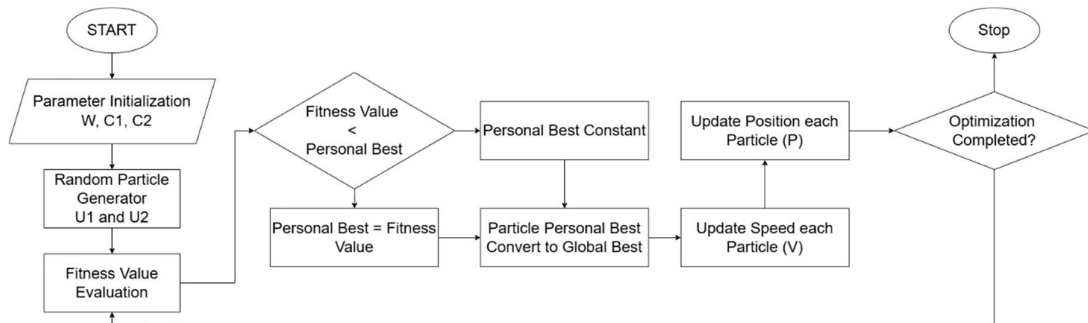 START
Parameter Initialization
W, C1, C2
Random Particle
Generator
U1 and U2
Fitness Value
Evaluation
Fitness Value
<
Personal Best
Personal Best = Fitness
Value
Personal Best Constant
Particle Personal Best
Convert to Global Best
Update Speed each
Particle (V)
Update Position each
Particle (P)
Optimization
Completed?
Stop